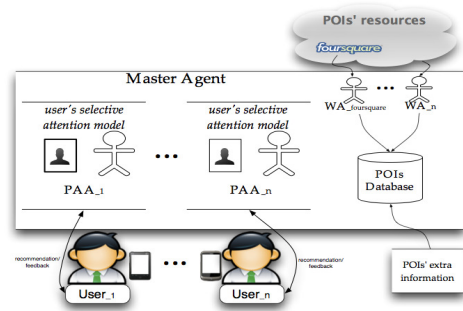 POIs' resources
foursquare
Master Agent
WA_foursquare
WA_n
user's selective
attention model
user's selective
attention model
PAA_1
PAA_n
POIs
Database
recommendation/
feedback
recommendation/
feedback
User_1
User_n
POIs' extra
information